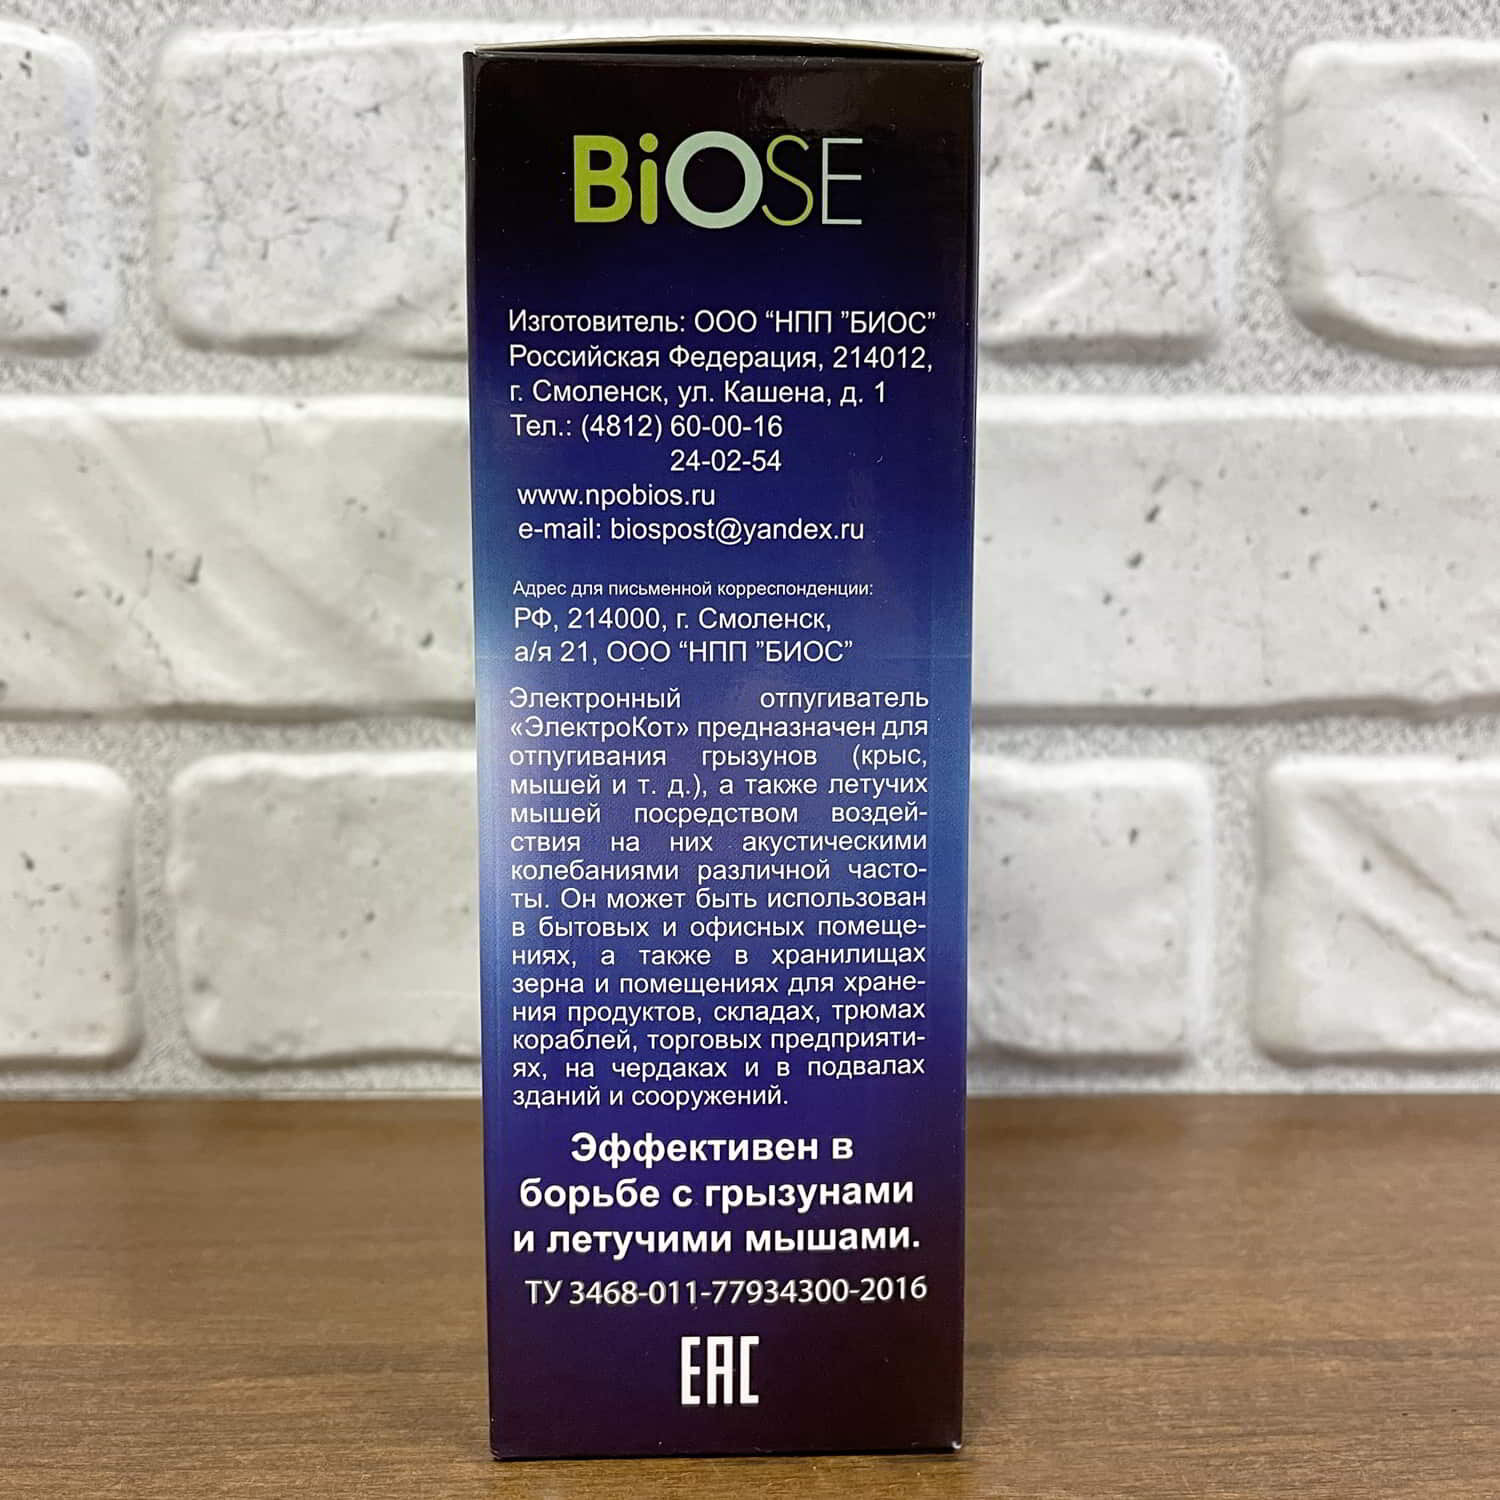 BiOSE
Изготовитель: ООО “НПП ”БИОС”
Российская Федерация, 214012,
г. Смоленск, ул. Кашена, д. 1
Тел.: (4812) 60-00-16
24-02-54
www.npobios.ru
e-mail: biospost@yandex.ru
Адрес для письменной корреспонденции:
РФ, 214000, г. Смоленск,
а/я 21, ООО “НПП ”БИОС”
Электронный отпугиватель
«ЭлектроКот» предназначен для
отпугивания грызунов (крыс,
мышей и т. д.), а также летучих
мышей посредством воздей-
ствия на них акустическими
колебаниями различной часто-
ты. Он может быть использован
в бытовых и офисных помеще-
ниях, а также в хранилищах
зерна и помещениях для хране-
ния продуктов, складах, трюмах
кораблей, торговых предприяти-
ях, на чердаках и в подвалах
зданий и сооружений.
Эффективен в
борьбе с грызунами
и летучими мышами.
ТУ 3468-011-77934300-2016
ЕАС